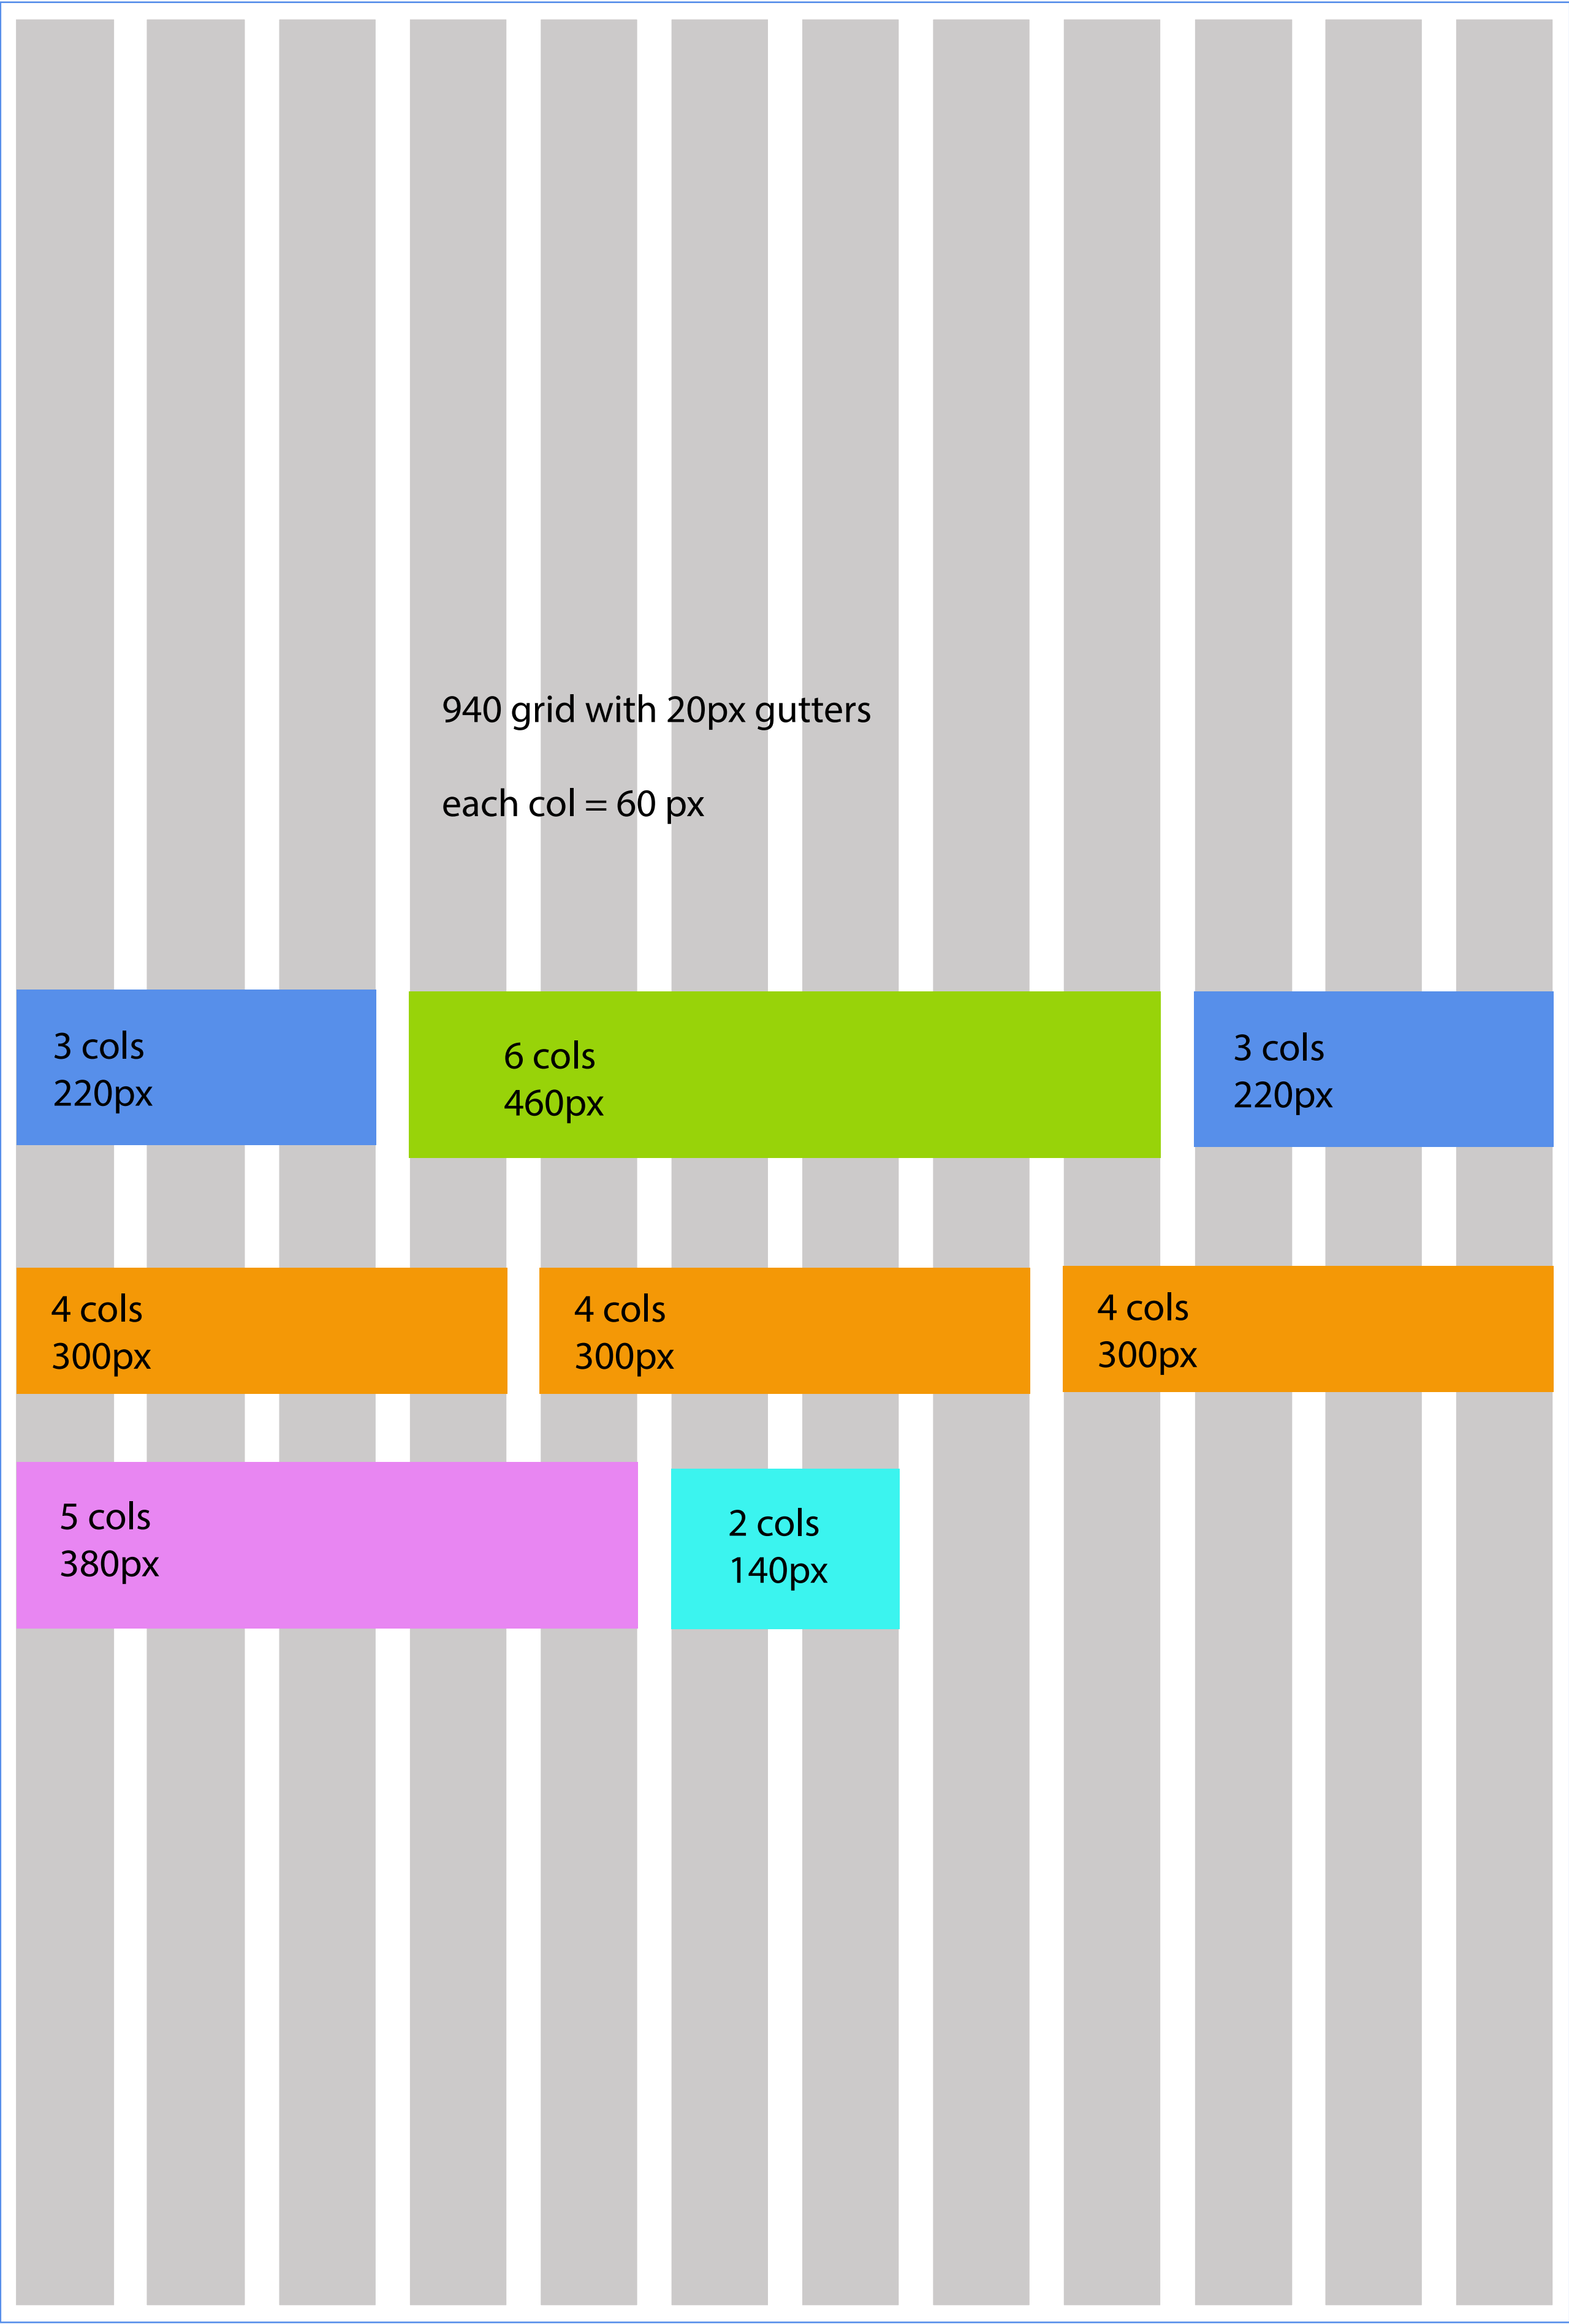 940 grid with 20px gutters
each col = 60 px
3 cols
220px
6 cols
460px
3 cols
220px
4 cols
300px
4 cols
300px
4 cols
300px
5 cols
380px
2 cols
140px